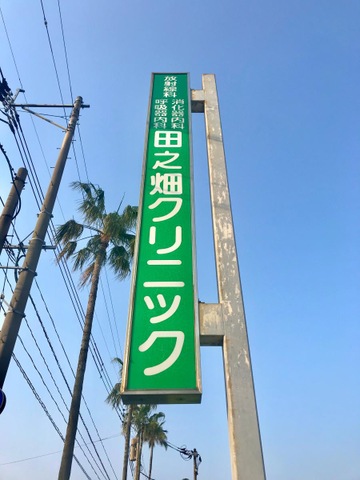 放射線科
消化器内科
呼吸器内科
田之畑クリニック